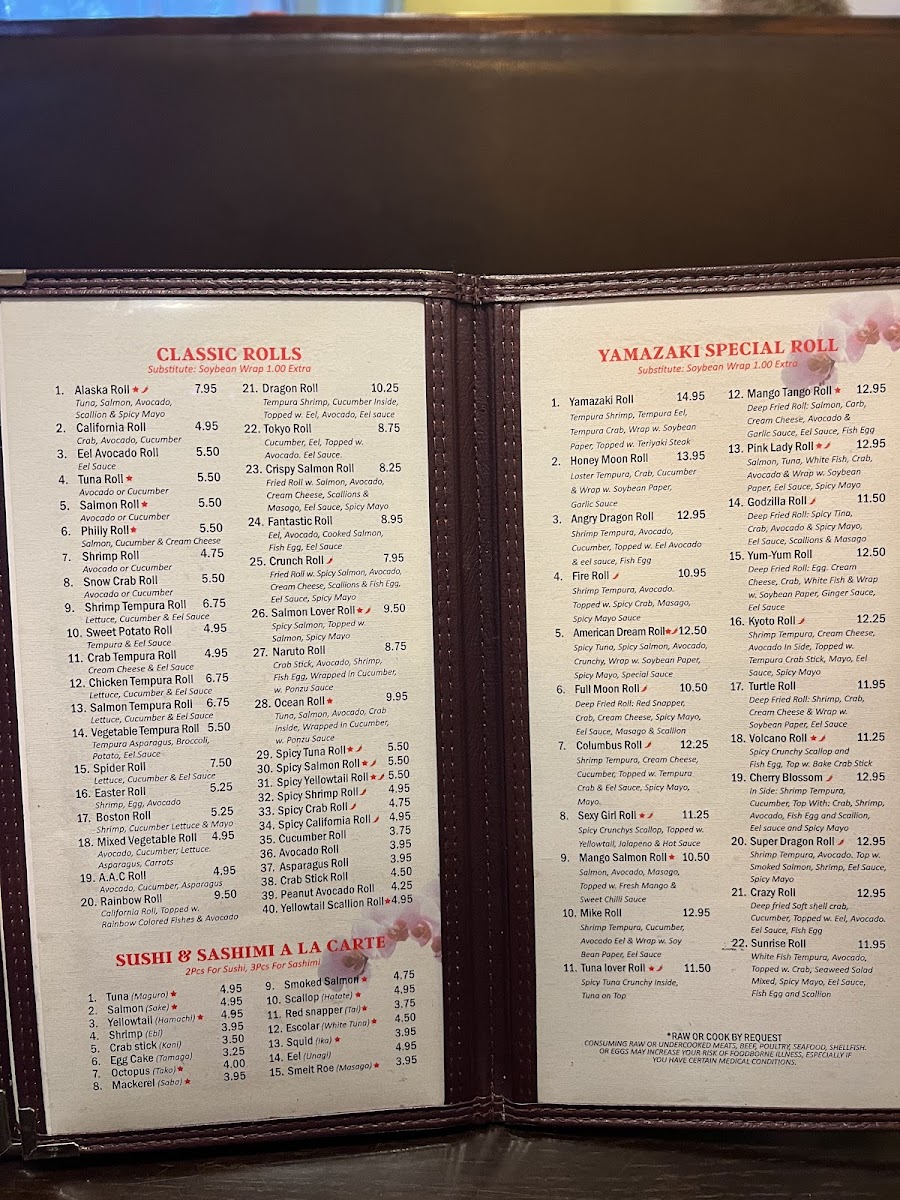 CLASSIC ROLLS
Substitute: Soybean Wrap 1.00 Extra
1. Alaska Roll 7.95
Tuna, Salmon, Avocado,
Scallion & Spicy Mayo
2. California Roll 4.95
Crab, Avocado, Cucumber
3. Eel Avocado Roll 5.50
Eel Sauce
4. Tuna Roll 5.50
Avocado or Cucumber
5. Salmon Roll 5.50
Avocado or Cucumber
6. Philly Roll 5.50
Salmon, Cucumber & Cream Cheese
7. Shrimp Roll 4.75
Avocado or Cucumber
8. Snow Crab Roll 5.50
Avocado or Cucumber
9. Shrimp Tempura Roll 6.75
Lettuce, Cucumber & Eel Sauce
10. Sweet Potato Roll 4.95
Tempura & Eel Sauce
11. Crab Tempura Roll 4.95
Cream Cheese & Eel Sauce
12. Chicken Tempura Roll 6.75
Lettuce, Cucumber & Eel Sauce
13. Salmon Tempura Roll 6.75
Lettuce, Cucumber & Eel Sauce
14. Vegetable Tempura Roll 5.50
Tempura Asparagus, Broccoli,
Potato, Eel Sauce
15. Spider Roll 7.50
Lettuce, Cucumber & Eel Sauce
16. Easter Roll 5.25
Shrimp, Egg, Avocado
17. Boston Roll 5.25
Shrimp, Cucumber Lettuce & Mayo
18. Mixed Vegetable Roll 4.95
Avocado, Cucumber; Lettuce.
Asparagus, Carrots
19. A.A.C Roll 4.95
Avocado, Cucumber, Asparagus
20. Rainbow Roll 9.50
California Roll, Topped w.
Rainbow Colored Fishes & Avocado
21. Dragon Roll 10.25
Tempura Shrimp, Cucumber Inside,
Topped w. Eel, Avocado, Eel sauce
22. Tokyo Roll 8.75
Cucumber, Eel, Topped w.
Avocado. Eel Sauce.
23. Crispy Salmon Roll 8.25
Fried Roll w. Salmon, Avocado,
Cream Cheese, Scallions &
Masago, Eel Sauce, Spicy Mayo
24. Fantastic Roll 8.95
Eel, Avocado, Cooked Salmon,
Fish Egg, Eel Sauce
25. Crunch Roll 7.95
Fried Roll w. Spicy Salmon, Avocado,
Cream Cheese, Scallions & Fish Egg,
Eel Sauce, Spicy Mayo
26. Salmon Lover Roll 9.50
Spicy Salmon, Topped w.
Salmon, Spicy Mayo
27. Naruto Roll 8.75
Crab Stick, Avocado, Shrimp,
Fish Egg, Wrapped in Cucumber,
w. Ponzu Sauce
28. Ocean Roll 9.95
Tuna, Salmon, Avocado, Crab
Inside, Wrapped in Cucumber,
w. Ponzu Sauce
29. Spicy Tuna Roll 5.50
30. Spicy Salmon Roll 5.50
31. Spicy Yellowtail Roll 5.50
32. Spicy Shrimp Roll 4.95
33. Spicy Crab Roll 4.75
34. Spicy California Roll 4.95
35. Cucumber Roll 3.75
36. Avocado Roll 3.95
37. Asparagus Roll 3.95
38. Crab Stick Roll 4.50
39. Peanut Avocado Roll 4.25
40. Yellowtail Scallion Roll 4.95
SUSHI & SASHIMI A LA CARTE
2Pcs For Sushi, 3Pcs For Sashimi
1. Tuna (Maguro) 4.95
2. Salmon (Sake) 4.95
3. Yellowtail (Hamachi) 4.95
4. Shrimp (Ebi) 3.95
5. Crab stick (Kani) 3.50
6. Egg Cake (Tamago) 3.25
7. Octopus (Tako) 4.00
8. Mackerel (Saba) 3.95
9. Smoked Salmon 4.75
10. Scallop (Hotate) 4.95
11. Red snapper (Tai) 3.75
12. Escolar (White Tuna) 4.50
13. Squid (Ika) 3.95
14. Eel (Unagi) 4.95
15. Smelt Roe (Masago) 3.95
YAMAZAKI SPECIAL ROLL
Substitute: Soybean Wrap 1.00 Extra
1. Yamazaki Roll 14.95
Tempura Shrimp, Tempura Eel,
Tempura Crab, Wrap w. Soybean
Paper, Topped w. Teriyaki Steak
2. Honey Moon Roll 13.95
Loster Tempura, Crab, Cucumber
& Wrap w. Soybean Paper,
Garlic Sauce
3. Angry Dragon Roll 12.95
Shrimp Tempura, Avocado,
Cucumber, Topped w. Eel Avocado
& eel sauce, Fish Egg
4. Fire Roll 10.95
Shrimp Tempura, Avocado.
Topped w. Spicy Crab, Masago,
Spicy Mayo Sauce
5. American Dream Roll 12.50
Spicy Tuna, Spicy Salmon, Avocado,
Crunchy, Wrap w. Soybean Paper,
Spicy Mayo, Special Sauce
6. Full Moon Roll 10.50
Deep Fried Roll: Red Snapper,
Crab, Cream Cheese, Spicy Mayo,
Eel Sauce, Masago & Scallion
7. Columbus Roll 12.25
Shrimp Tempura, Cream Cheese,
Cucumber, Topped w. Tempura
Crab & Eel Sauce, Spicy Mayo,
Mayo.
8. Sexy Girl Roll 11.25
Spicy Crunchys Scallop, Topped w.
Yellowtail, Jalapeno & Hot Sauce
9. Mango Salmon Roll 10.50
Salmon, Avocado, Masago,
Topped w. Fresh Mango &
Sweet Chilli Sauce
10. Mike Roll 12.95
Shrimp Tempura, Cucumber,
Avocado Eel & Wrap w. Soy
Bean Paper, Eel Sauce
11. Tuna lover Roll 11.50
Spicy Tuna Crunchy Inside,
Tuna on Top
12. Mango Tango Roll 12.95
Deep Fried Roll: Salmon, Carb,
Cream Cheese, Avocado &
Garlic Sauce, Eel Sauce, Fish Egg
13. Pink Lady Roll 12.95
Salmon, Tuna, White Fish, Crab,
Avocado & Wrap w. Soybean
Paper, Eel Sauce, Spicy Mayo
14. Godzilla Roll 11.50
Deep Fried Roll: Spicy Tina,
Crab, Avocado & Spicy Mayo,
Eel Sauce, Scallions & Masago
15. Yum-Yum Roll 12.50
Deep Fried Roll: Egg. Cream
Cheese, Crab, White Fish & Wrap
w. Soybean Paper, Ginger Sauce,
Eel Sauce
16. Kyoto Roll 12.25
Shrimp Tempura, Cream Cheese,
Avocado In Side, Topped w.
Tempura Crab Stick, Mayo, Eel
Sauce, Spicy Mayo
17. Turtle Roll 11.95
Deep Fried Roll: Shrimp, Crab,
Cream Cheese & Wrap w.
Soybean Paper, Eel Sauce
18. Volcano Roll 11.25
Spicy Crunchy Scallop and
Fish Egg, Top w. Bake Crab Stick
19. Cherry Blossom 12.95
In Side: Shrimp Tempura,
Cucumber, Top With: Crab, Shrimp,
Avocado, Fish Egg and Scallion,
Eel sauce and Spicy Mayo
20. Super Dragon Roll 12.95
Shrimp Tempura, Avocado. Top w.
Smoked Salmon, Shrimp, Eel Sauce,
Spicy Mayo
21. Crazy Roll 12.95
Deep fried Soft shell crab,
Cucumber, Topped w. Eel, Avocado.
Eel Sauce, Fish Egg
22. Sunrise Roll 11.95
White Fish Tempura, Avocado,
Topped w. Crab, Seaweed Salad
Mixed, Spicy Mayo, Eel Sauce,
Fish Egg and Scallion
*RAW OR COOK BY REQUEST
CONSUMING RAW OR UNDERCOOKED MEATS, BEEF, POULTRY, SEAFOOD, SHELLFISH.
OR EGGS MAY INCREASE YOUR RISK OF FOODBORNE ILLNESS, ESPECIALLY IF
YOU HAVE CERTAIN MEDICAL CONDITIONS.